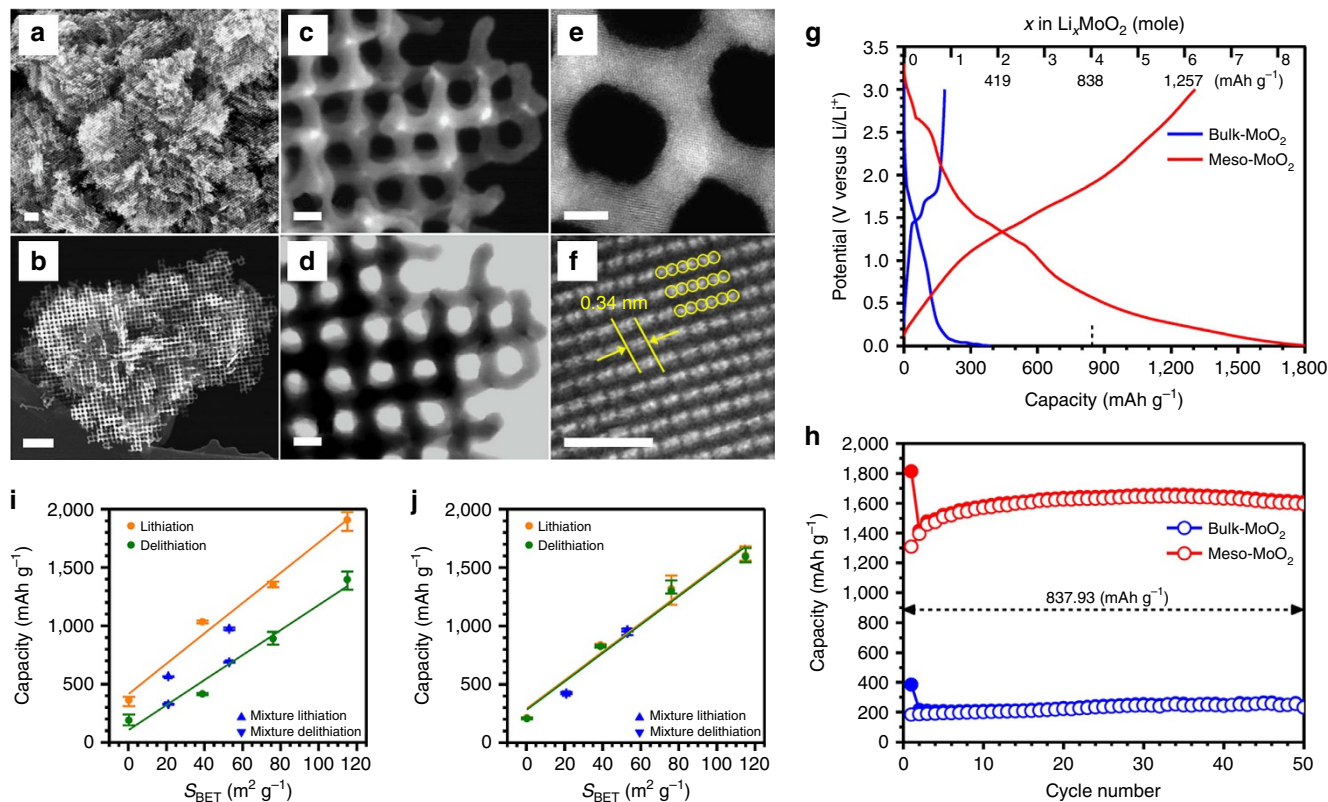 a
c
e
b
d
f
0.34 nm
g
x in LiₓMoO₂ (mole)
0 1 2 3 4 5 6 7 8
419 838 1,257 (mAh g⁻¹)
3.5
3.0
2.5
2.0
1.5
1.0
0.5
0.0
Potential (V versus Li/Li⁺)
Bulk-MoO₂
Meso-MoO₂
0 300 600 900 1,200 1,500 1,800
Capacity (mAh g⁻¹)
h
2,000
1,800
1,600
1,400
1,200
1,000
800
600
400
200
0
Capacity (mAh g⁻¹)
Bulk-MoO₂
Meso-MoO₂
837.93 (mAh g⁻¹)
0 10 20 30 40 50
Cycle number
i
2,000
1,500
1,000
500
0
Capacity (mAh g⁻¹)
Lithiation
Delithiation
Mixture lithiation
Mixture delithiation
0 20 40 60 80 100 120
S_BET (m² g⁻¹)
j
2,000
1,500
1,000
500
0
Capacity (mAh g⁻¹)
Lithiation
Delithiation
Mixture lithiation
Mixture delithiation
0 20 40 60 80 100 120
S_BET (m² g⁻¹)